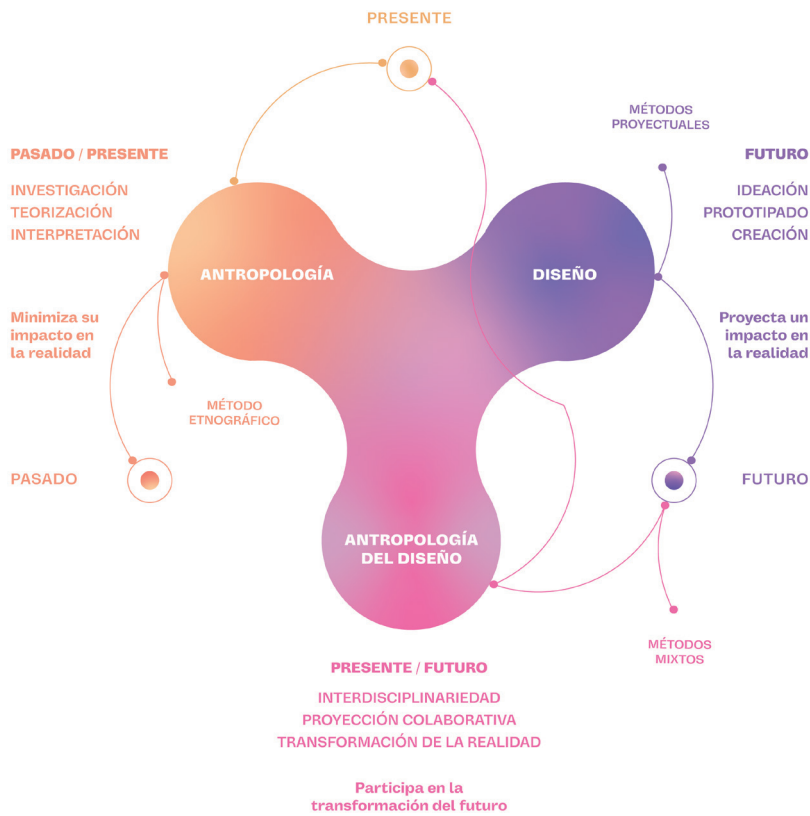 PRESENTE
MÉTODOS
PROYECTUALES
PASADO / PRESENTE
INVESTIGACIÓN
TEORIZACIÓN
INTERPRETACIÓN
FUTURO
IDEACIÓN
PROTOTIPADO
CREACIÓN
ANTROPOLOGÍA
DISEÑO
Minimiza su
impacto en
la realidad
Proyecta un
impacto en
la realidad
MÉTODO
ETNOGRÁFICO
PASADO
FUTURO
ANTROPOLOGÍA
DEL DISEÑO
MÉTODOS
MIXTOS
PRESENTE / FUTURO
INTERDISCIPLINARIEDAD
PROYECCIÓN COLABORATIVA
TRANSFORMACIÓN DE LA REALIDAD
Participa en la
transformación del futuro